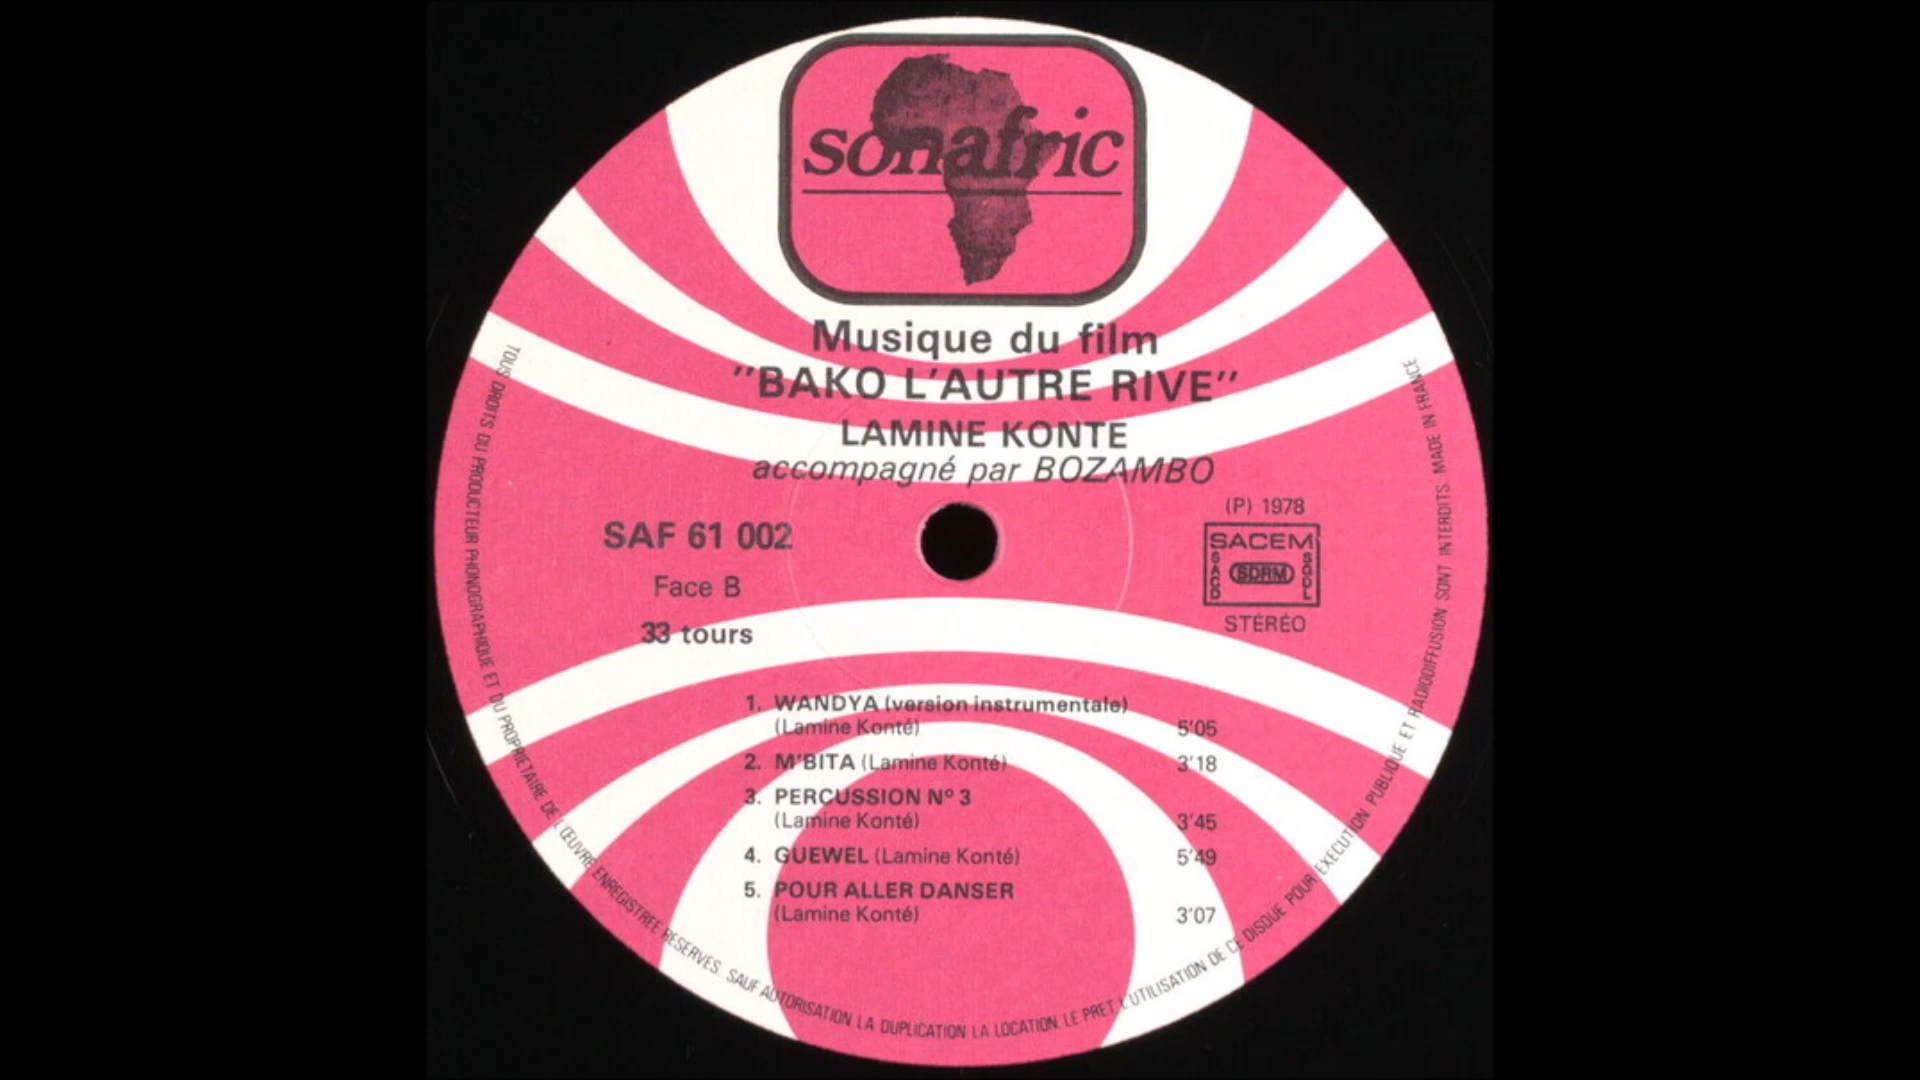 sonafric
Musique du film
"BAKO L'AUTRE RIVE"
LAMINE KONTE
accompagné par BOZAMBO
SAF 61 002
Face B
33 tours
(P) 1978
SACEM
SACD
SDRM
SGDL
STÉRÉO
1. WANDYA (version instrumentale)
(Lamine Konté) 5'05
2. M'BITA (Lamine Konté) 3'18
3. PERCUSSION Nº 3
(Lamine Konté) 3'45
4. GUEWEL (Lamine Konté) 5'49
5. POUR ALLER DANSER
(Lamine Konté) 3'07
TOUS DROITS DU PRODUCTEUR PHONOGRAPHIQUE ET DU PROPRIETAIRE DE L'ŒUVRE ENREGISTREE RESERVES. SAUF AUTORISATION LA DUPLICATION LA LOCATION LE PRET L'UTILISATION DE CE DISQUE POUR EXECUTION PUBLIQUE ET RADIODIFFUSION SONT INTERDITS. MADE IN FRANCE